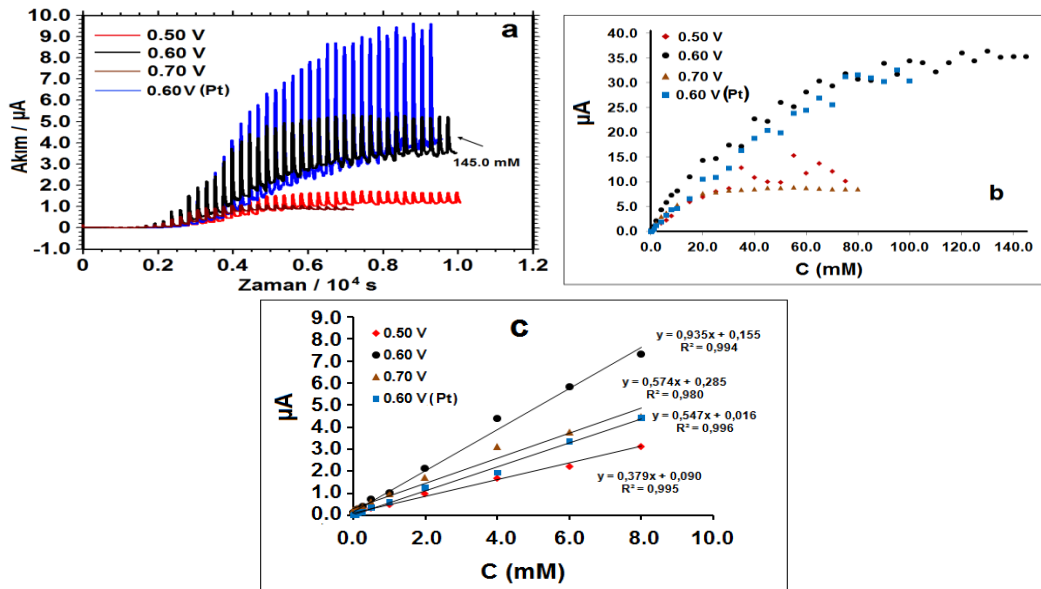 a
10.0
9.0
8.0
7.0
6.0
5.0
4.0
3.0
2.0
1.0
0
-1.0
Akım / µA
0.50 V
0.60 V
0.70 V
0.60 V (Pt)
145.0 mM
0 0.2 0.4 0.6 0.8 1.0 1.2
Zaman / 10⁴ s
b
40.0
35.0
30.0
25.0
20.0
15.0
10.0
5.0
0.0
µA
0.50 V
0.60 V
0.70 V
0.60 V (Pt)
0.0 20.0 40.0 60.0 80.0 100.0 120.0 140.0
C (mM)
C
9.0
8.0
7.0
6.0
5.0
4.0
3.0
2.0
1.0
0.0
µA
0.50 V
0.60 V
0.70 V
0.60 V (Pt)
y = 0,935x + 0,155
R² = 0,994
y = 0,574x + 0,285
R² = 0,980
y = 0,547x + 0,016
R² = 0,996
y = 0,379x + 0,090
R² = 0,995
0.0 2.0 4.0 6.0 8.0 10.0
C (mM)